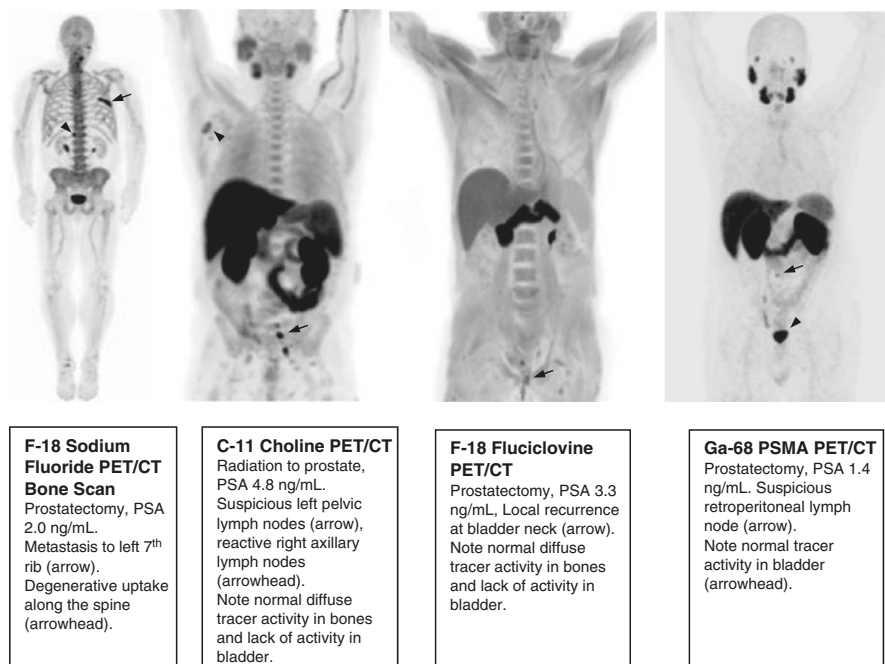 F-18 Sodium
Fluoride PET/CT
Bone Scan
Prostatectomy, PSA
2.0 ng/mL.
Metastasis to left 7th
rib (arrow).
Degenerative uptake
along the spine
(arrowhead).
C-11 Choline PET/CT
Radiation to prostate,
PSA 4.8 ng/mL.
Suspicious left pelvic
lymph nodes (arrow),
reactive right axillary
lymph nodes
(arrowhead).
Note normal diffuse
tracer activity in bones
and lack of activity in
bladder.
F-18 Fluciclovine
PET/CT
Prostatectomy, PSA 3.3
ng/mL, Local recurrence
at bladder neck (arrow).
Note normal diffuse
tracer activity in bones
and lack of activity in
bladder.
Ga-68 PSMA PET/CT
Prostatectomy, PSA 1.4
ng/mL. Suspicious
retroperitoneal lymph
node (arrow).
Note normal tracer
activity in bladder
(arrowhead).